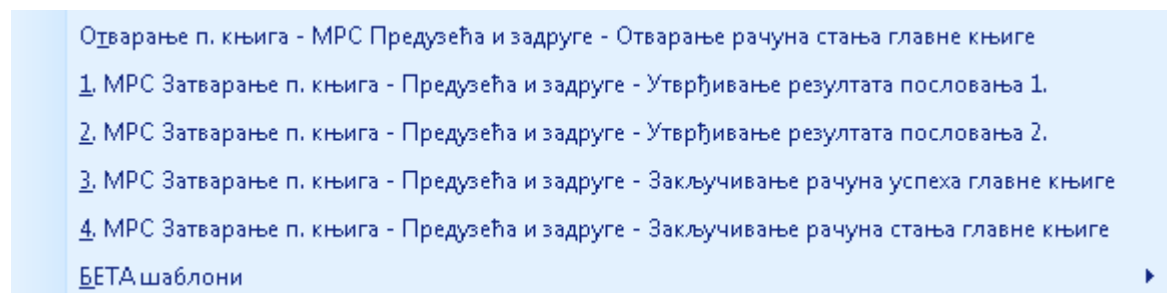 Отварање п. књига - МРС Предузећа и задруге - Отварање рачуна стања главне књиге
1. МРС Затварање п. књига - Предузећа и задруге - Утврђивање резултата пословања 1.
2. МРС Затварање п. књига - Предузећа и задруге - Утврђивање резултата пословања 2.
3. МРС Затварање п. књига - Предузећа и задруге - Закључивање рачуна успеха главне књиге
4. МРС Затварање п. књига - Предузећа и задруге - Закључивање рачуна стања главне књиге
БЕТА шаблони